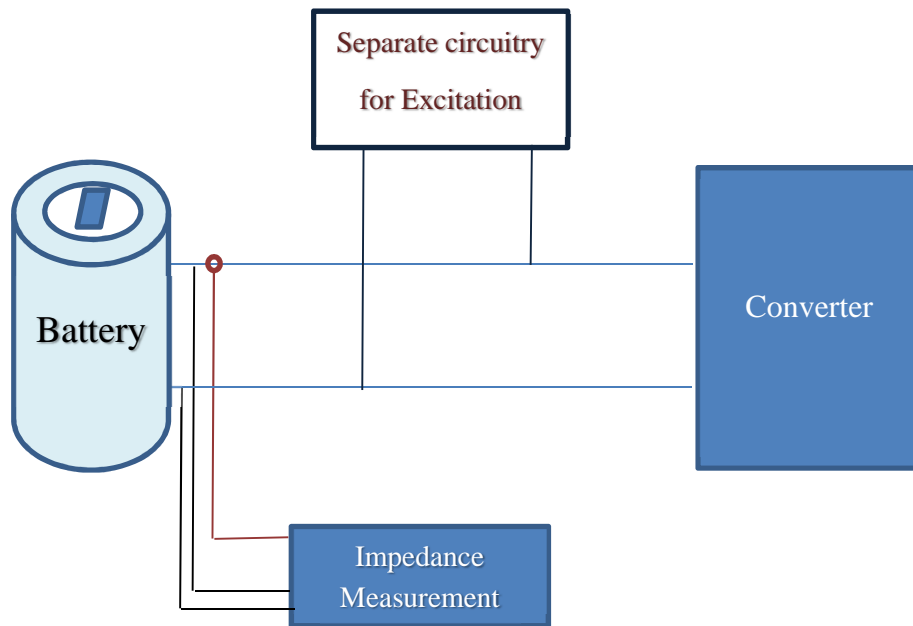 Separate circuitry
for Excitation
Battery
Converter
Impedance
Measurement